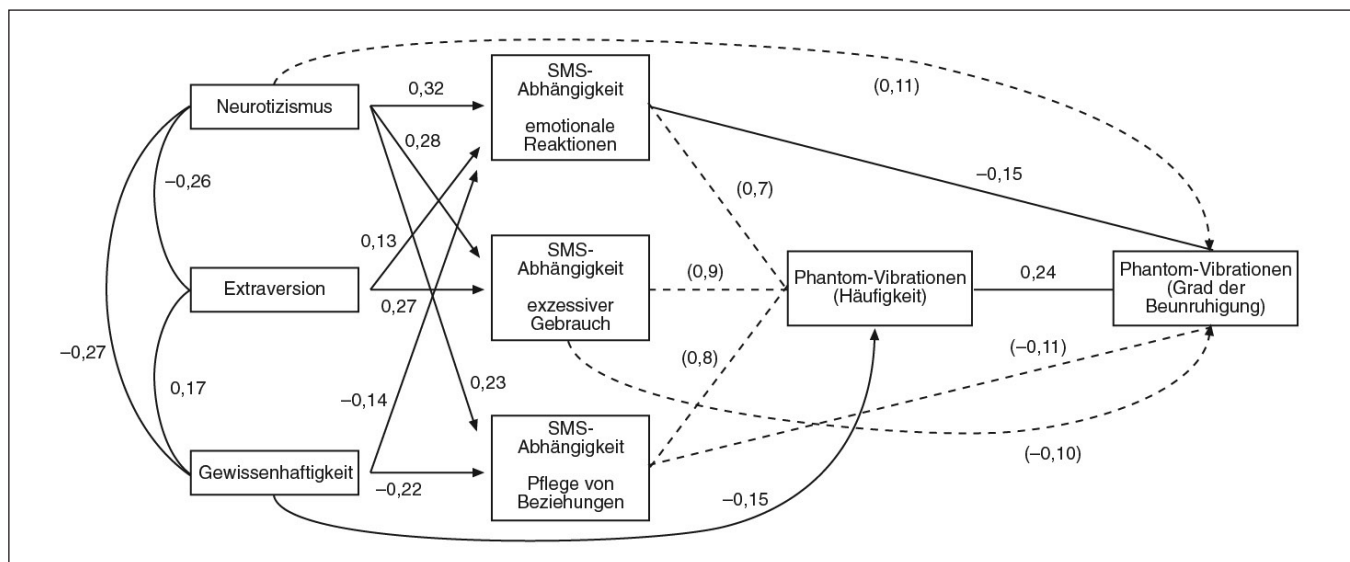 SMS-
Abhängigkeit
emotionale
Reaktionen
Neurotizismus
0,32
(0,11)
0,28
–0,26
(0,7)
–0,15
0,13
SMS-
Abhängigkeit
exzessiver
Gebrauch
(0,9)
Phantom-Vibrationen
(Häufigkeit)
0,24
Phantom-Vibrationen
(Grad der
Beunruhigung)
Extraversion
0,27
–0,27
0,17
–0,14
0,23
(0,8)
(–0,11)
SMS-
Abhängigkeit
Pflege von
Beziehungen
(–0,10)
Gewissenhaftigkeit
–0,22
–0,15